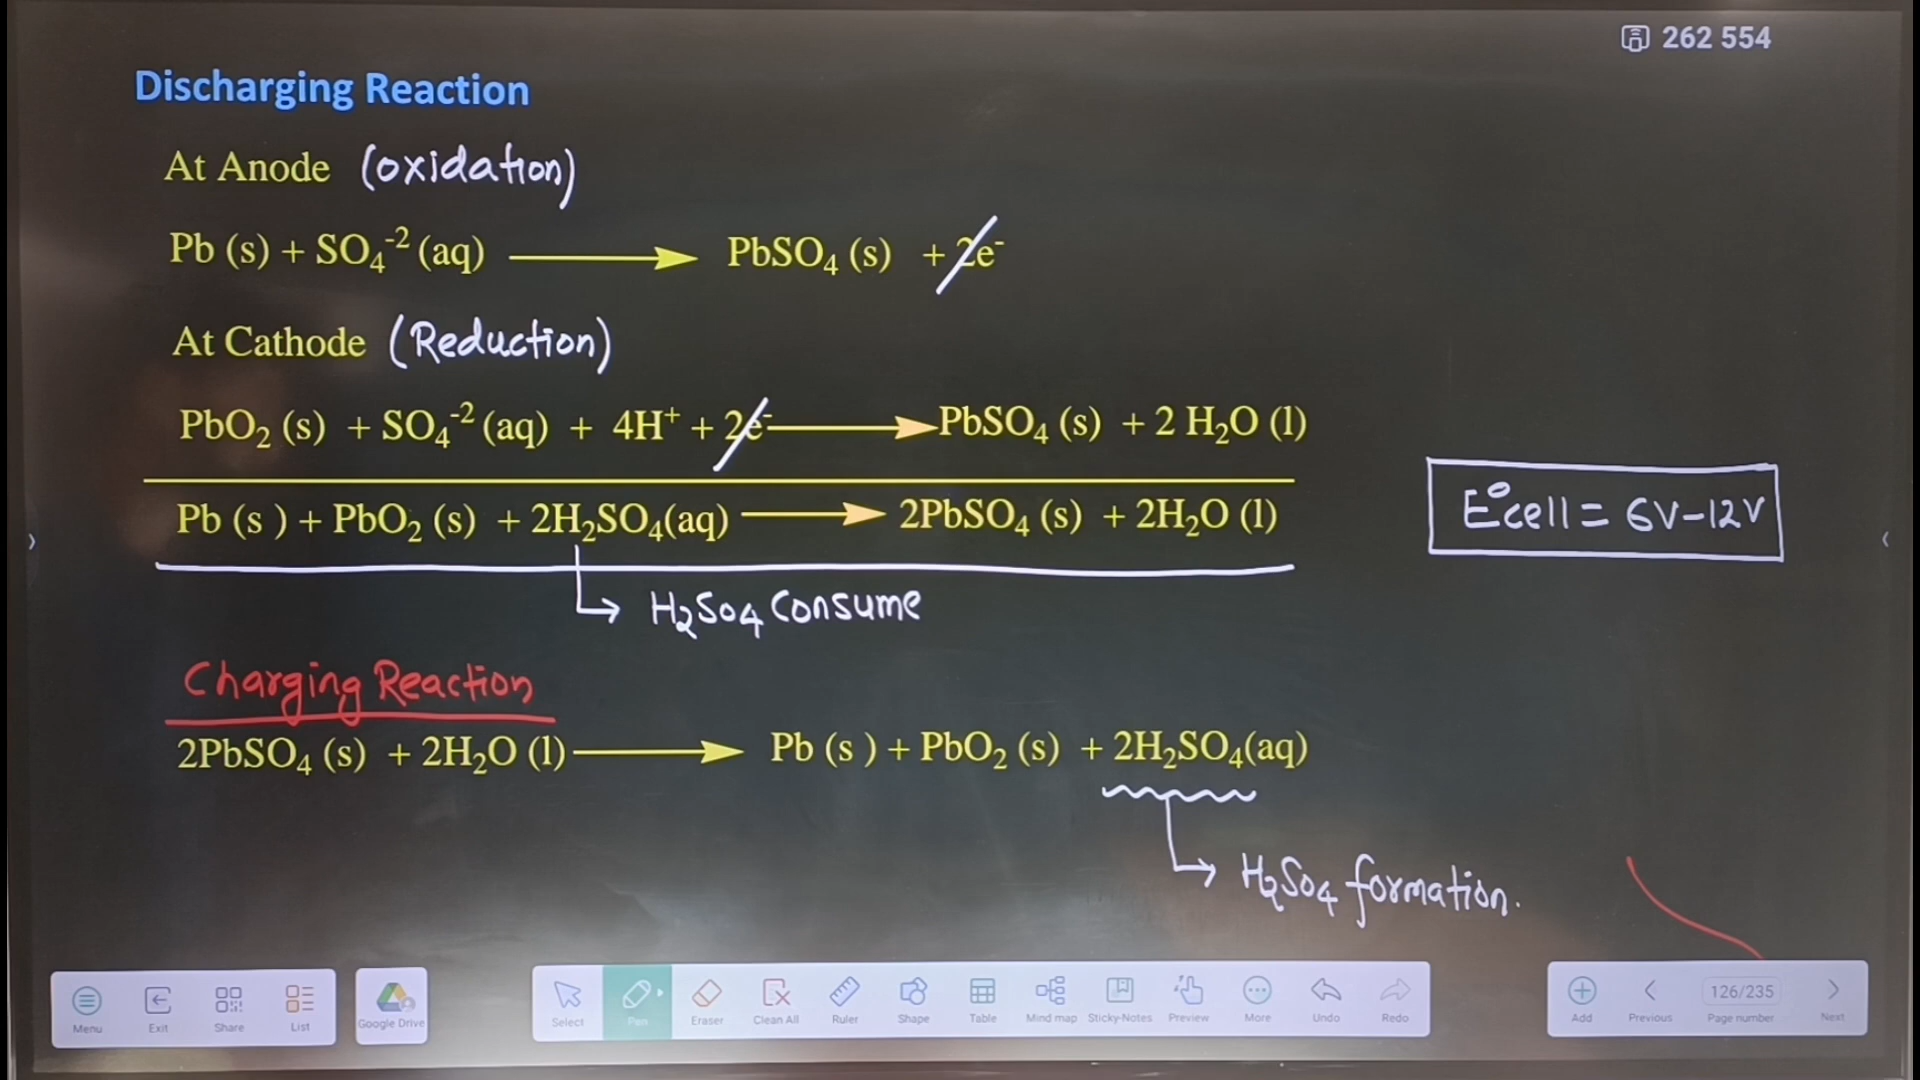 262 554
Discharging Reaction
At Anode (oxidation)
Pb (s) + SO₄⁻² (aq) ⟶ PbSO₄ (s) + 2e⁻
At Cathode (Reduction)
PbO₂ (s) + SO₄⁻² (aq) + 4H⁺ + 2e⁻ ⟶ PbSO₄ (s) + 2 H₂O (l)
Pb (s ) + PbO₂ (s) + 2H₂SO₄(aq) ⟶ 2PbSO₄ (s) + 2H₂O (l)
E°cell = 6V-12V
H₂SO₄ Consume
Charging Reaction
2PbSO₄ (s) + 2H₂O (l) ⟶ Pb (s ) + PbO₂ (s) + 2H₂SO₄(aq)
H₂SO₄ formation.
Menu Exit Share List Google Drive Select Pen Eraser Clean All Ruler Shape Table Mind map Sticky-Notes Preview More Undo Redo Add Previous 126/235 Page number Next